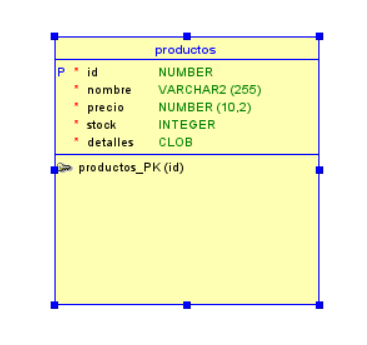 productos
P * id NUMBER
* nombre VARCHAR2 (255)
* precio NUMBER (10,2)
* stock INTEGER
* detalles CLOB
productos_PK (id)